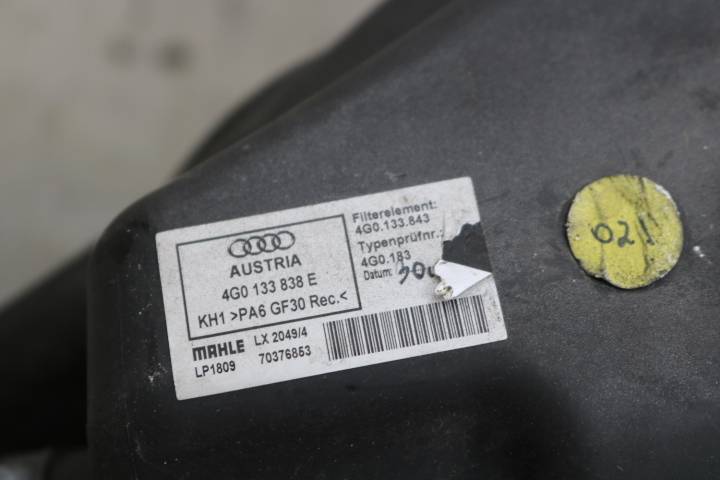 AUSTRIA
4G0 133 838 E
KH1 >PA6 GF30 Rec.<
MAHLE LX 2049/4
LP1809 70376853
Filterelement:
4G0.133.843
Typenprüfnr.:
4G0.183
Datum:
021